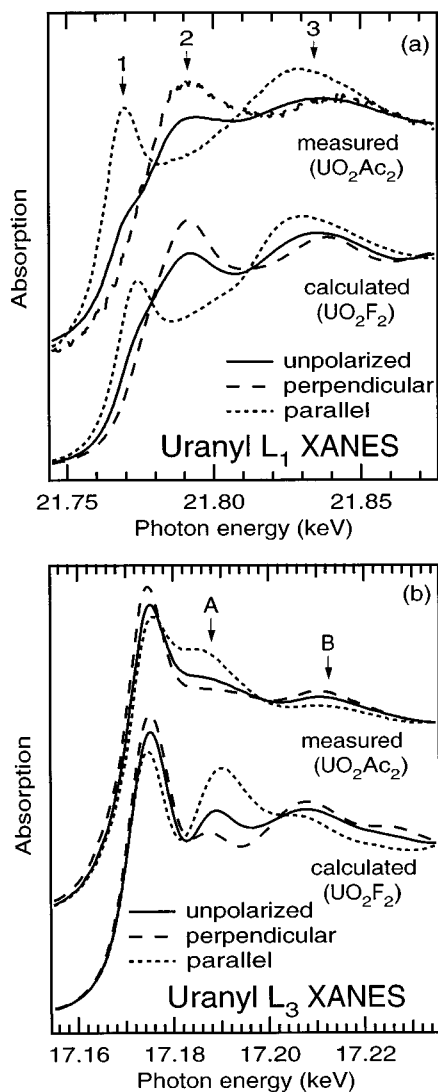 (a)
1
2
3
measured
(UO2Ac2)
calculated
(UO2F2)
unpolarized
perpendicular
parallel
Uranyl L1 XANES
Absorption
21.75
21.80
21.85
Photon energy (keV)
(b)
A
B
measured
(UO2Ac2)
calculated
(UO2F2)
unpolarized
perpendicular
parallel
Uranyl L3 XANES
Absorption
17.16
17.18
17.20
17.22
Photon energy (keV)